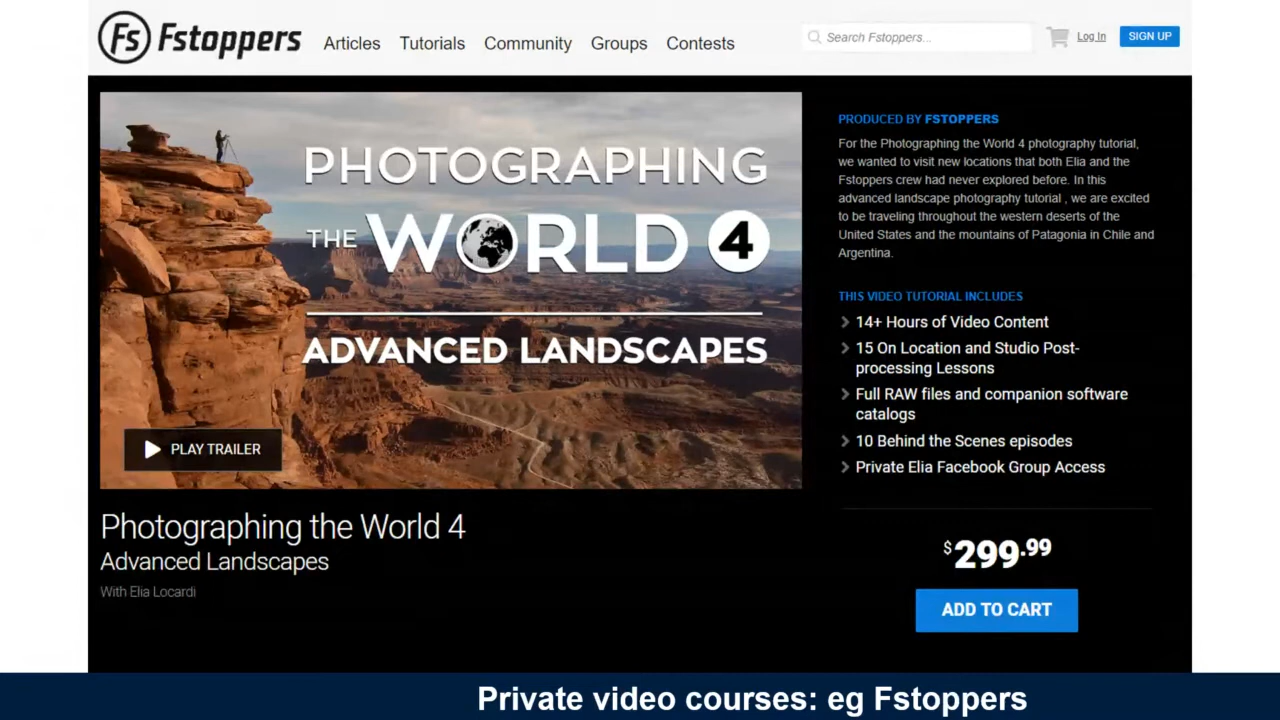 Fs Fstoppers
Articles Tutorials Community Groups Contests
Search Fstoppers...
Log In
SIGN UP
PHOTOGRAPHING
THE WORLD 4
ADVANCED LANDSCAPES
PLAY TRAILER
Photographing the World 4
Advanced Landscapes
With Elia Locardi
PRODUCED BY FSTOPPERS
For the Photographing the World 4 photography tutorial,
we wanted to visit new locations that both Elia and the
Fstoppers crew had never explored before. In this
advanced landscape photography tutorial , we are excited
to be traveling throughout the western deserts of the
United States and the mountains of Patagonia in Chile and
Argentina.
THIS VIDEO TUTORIAL INCLUDES
14+ Hours of Video Content
15 On Location and Studio Post-
processing Lessons
Full RAW files and companion software
catalogs
10 Behind the Scenes episodes
Private Elia Facebook Group Access
$299.99
ADD TO CART
Private video courses: eg Fstoppers